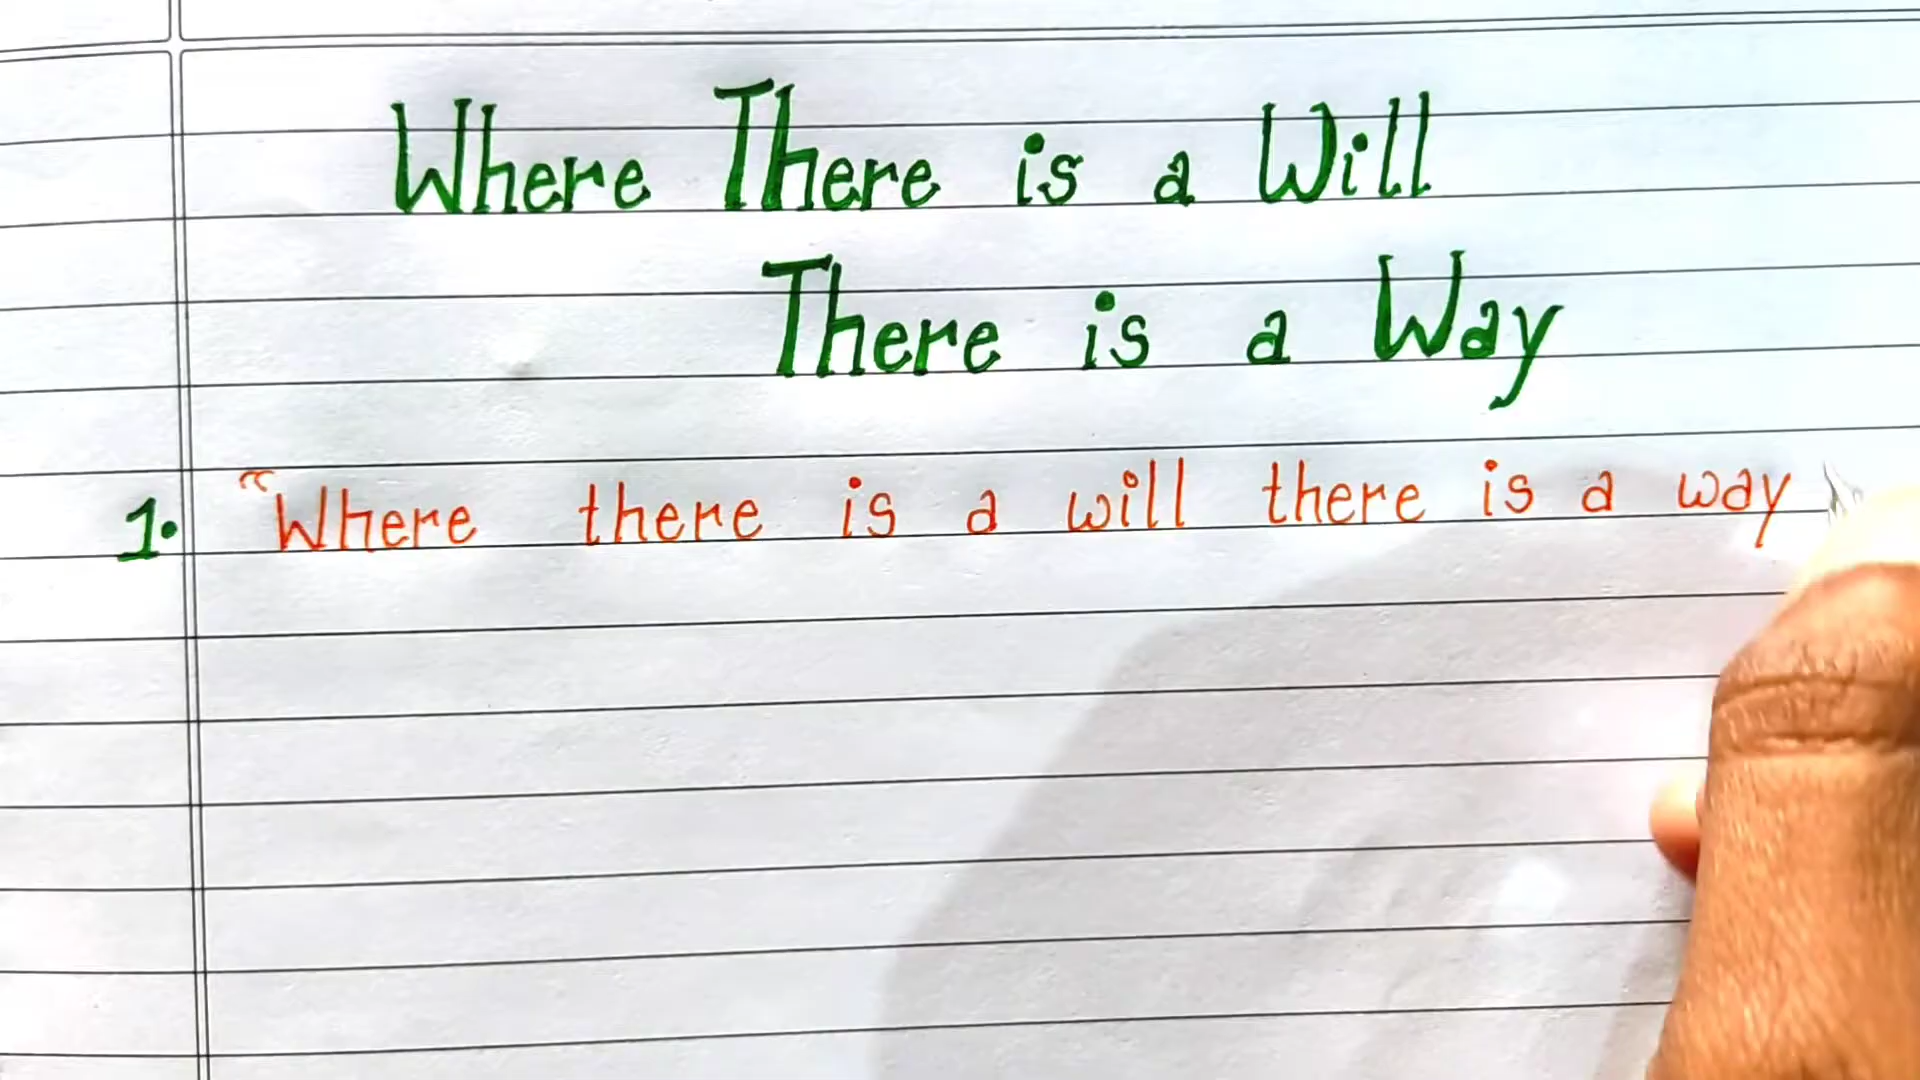 Where There is a Will
There is a Way
1. “Where there is a will there is a way